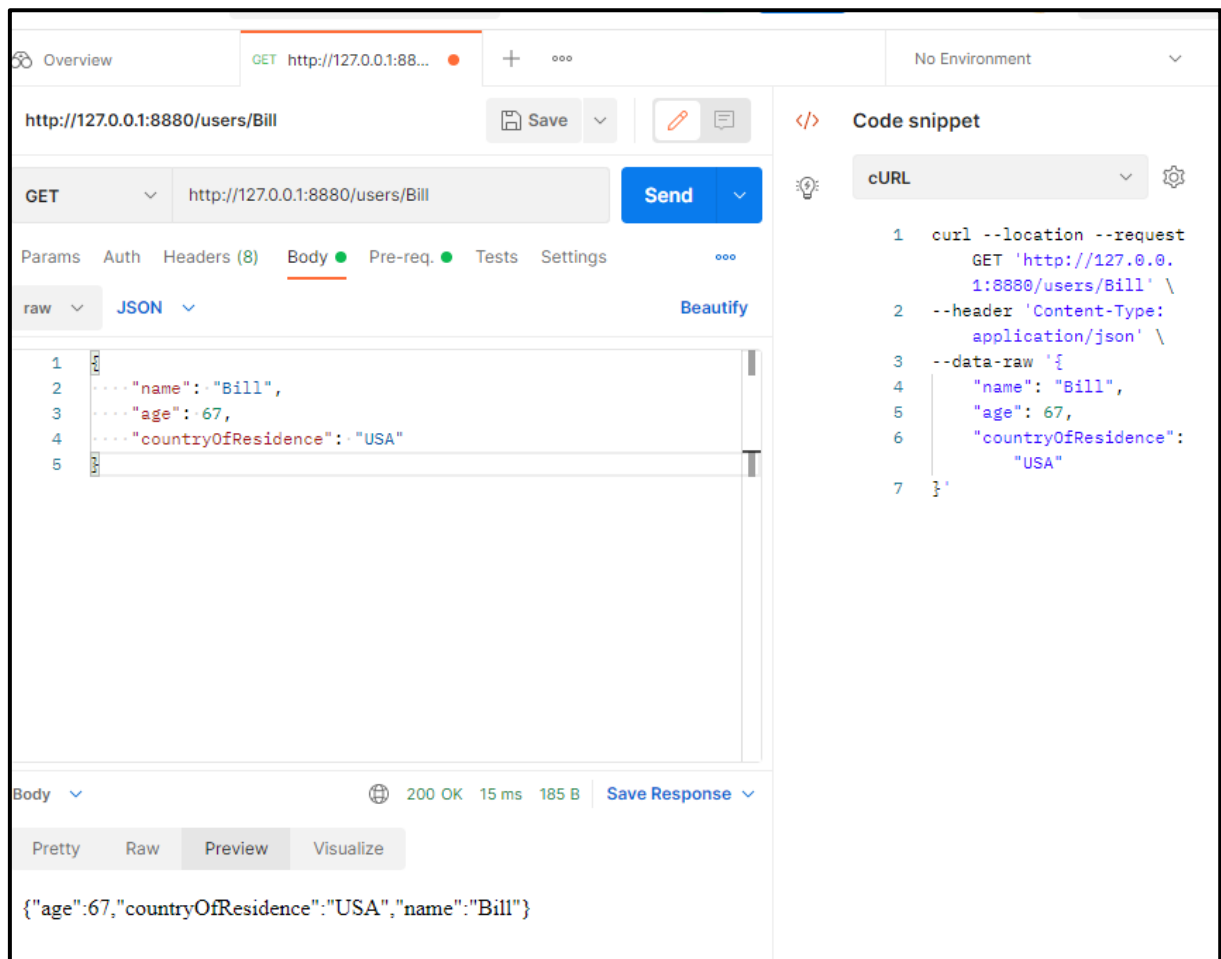 Overview
GET http://127.0.0.1:88...
No Environment
http://127.0.0.1:8880/users/Bill
Save
Code snippet
GET
http://127.0.0.1:8880/users/Bill
Send
cURL
Params Auth Headers (8) Body Pre-req. Tests Settings
raw JSON Beautify
1 {
2 "name": "Bill",
3 "age": 67,
4 "countryOfResidence": "USA"
5 }
1 curl --location --request
GET 'http://127.0.0.
1:8880/users/Bill' \
2 --header 'Content-Type:
application/json' \
3 --data-raw '{
4 "name": "Bill",
5 "age": 67,
6 "countryOfResidence":
"USA"
7 }'
Body 200 OK 15 ms 185 B Save Response
Pretty Raw Preview Visualize
{"age":67,"countryOfResidence":"USA","name":"Bill"}